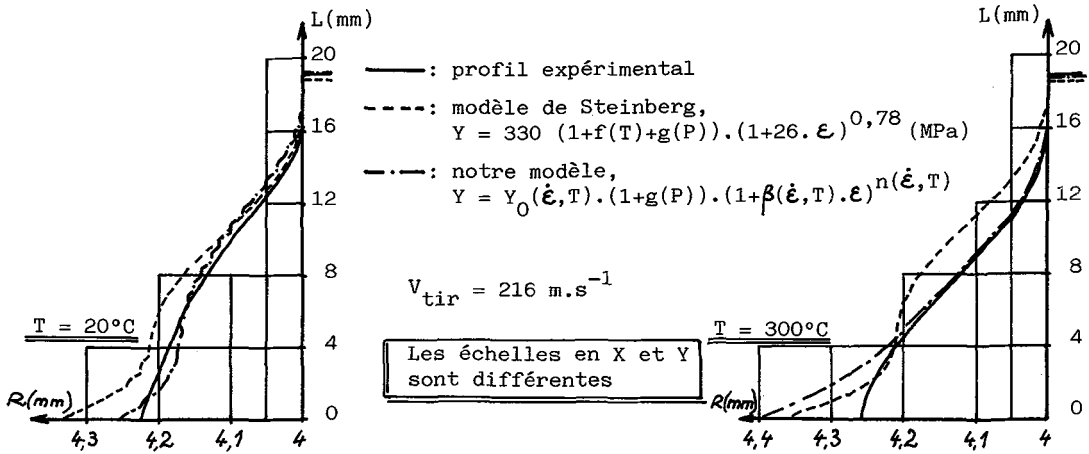 L(mm)
20
16
12
8
4
0
R(mm)
4,3
4,2
4,1
4
T = 20°C
: profil expérimental
: modèle de Steinberg,
Y = 330 (1+f(T)+g(P)).(1+26.ε)^0,78 (MPa)
: notre modèle,
Y = Y_0(ε̇,T).(1+g(P)).(1+β(ε̇,T).ε)^n(ε̇,T)
V_tir = 216 m.s^-1
Les échelles en X et Y
sont différentes
L(mm)
20
16
12
8
4
0
T = 300°C
R(mm)
4,4
4,3
4,2
4,1
4